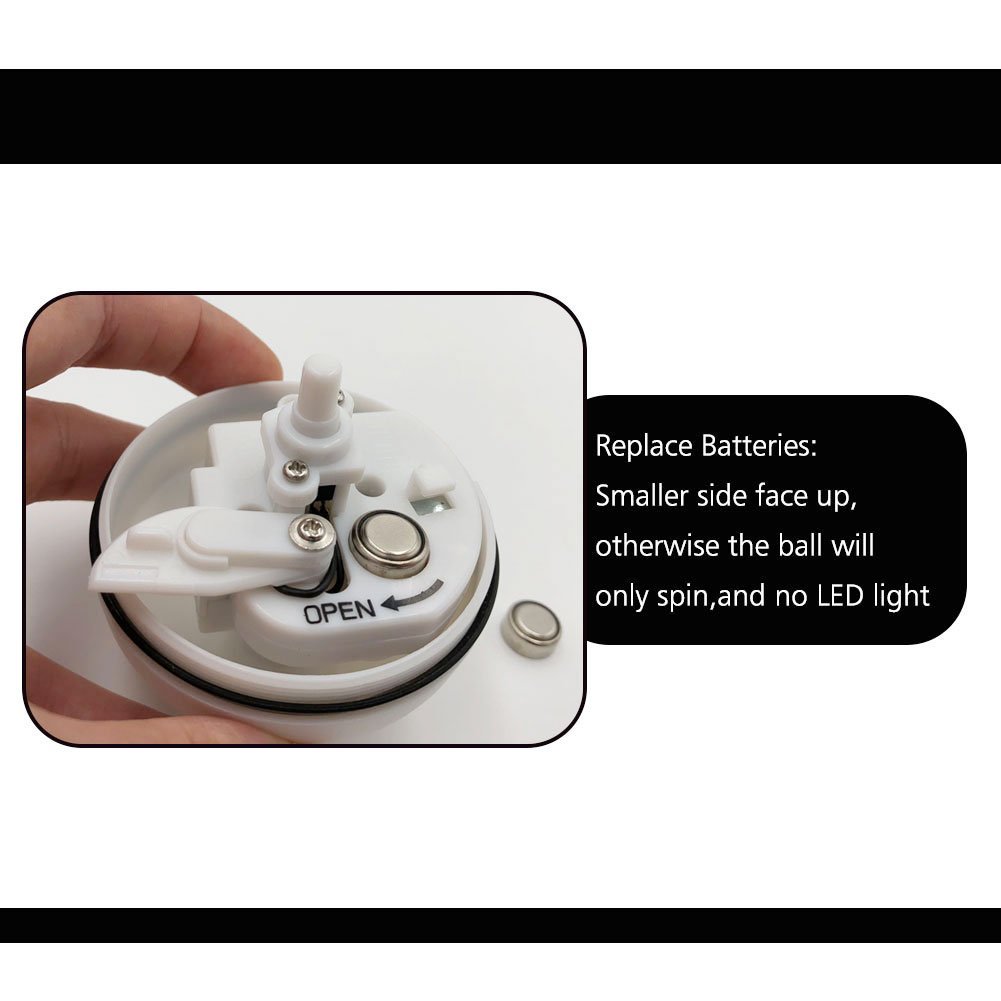 Replace Batteries:
Smaller side face up,
otherwise the ball will
only spin,and no LED light
OPEN